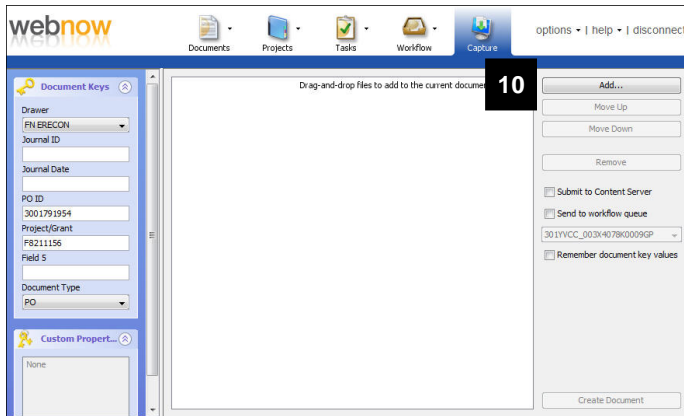 webnow
Documents
Projects
Tasks
Workflow
Capture
options
help
disconnect
Document Keys
Drawer
FN ERECON
Journal ID
Journal Date
PO ID
3001791954
Project/Grant
F8211156
Field 5
Document Type
PO
Custom Propert...
None
Drag-and-drop files to add to the current documen
10
Add...
Move Up
Move Down
Remove
Submit to Content Server
Send to workflow queue
301YVCC_003X4078K0009GP
Remember document key values
Create Document